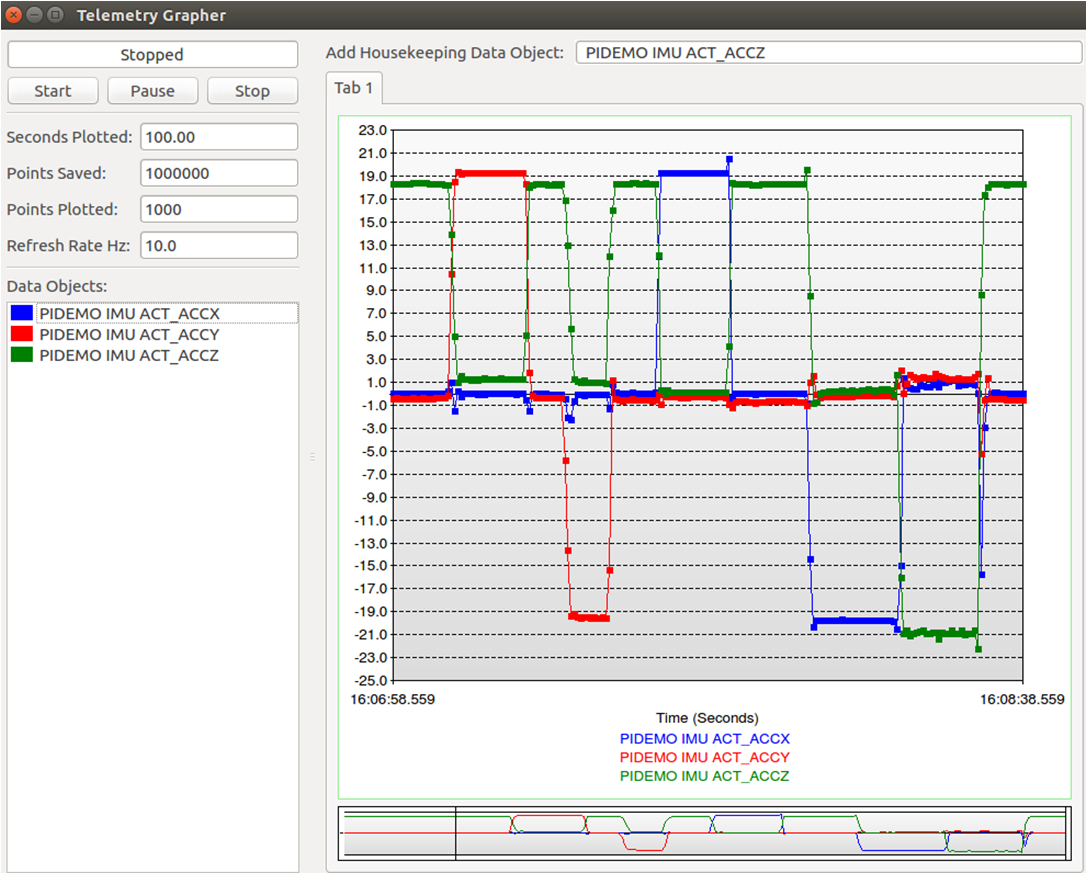 Telemetry Grapher
Stopped
Start Pause Stop
Seconds Plotted: 100.00
Points Saved: 1000000
Points Plotted: 1000
Refresh Rate Hz: 10.0
Data Objects:
PIDEMO IMU ACT_ACCX
PIDEMO IMU ACT_ACCY
PIDEMO IMU ACT_ACCZ
Add Housekeeping Data Object: PIDEMO IMU ACT_ACCZ
Tab 1
23.0
21.0
19.0
17.0
15.0
13.0
11.0
9.0
7.0
5.0
3.0
1.0
-1.0
-3.0
-5.0
-7.0
-9.0
-11.0
-13.0
-15.0
-17.0
-19.0
-21.0
-23.0
-25.0
16:06:58.559 16:08:38.559
Time (Seconds)
PIDEMO IMU ACT_ACCX
PIDEMO IMU ACT_ACCY
PIDEMO IMU ACT_ACCZ